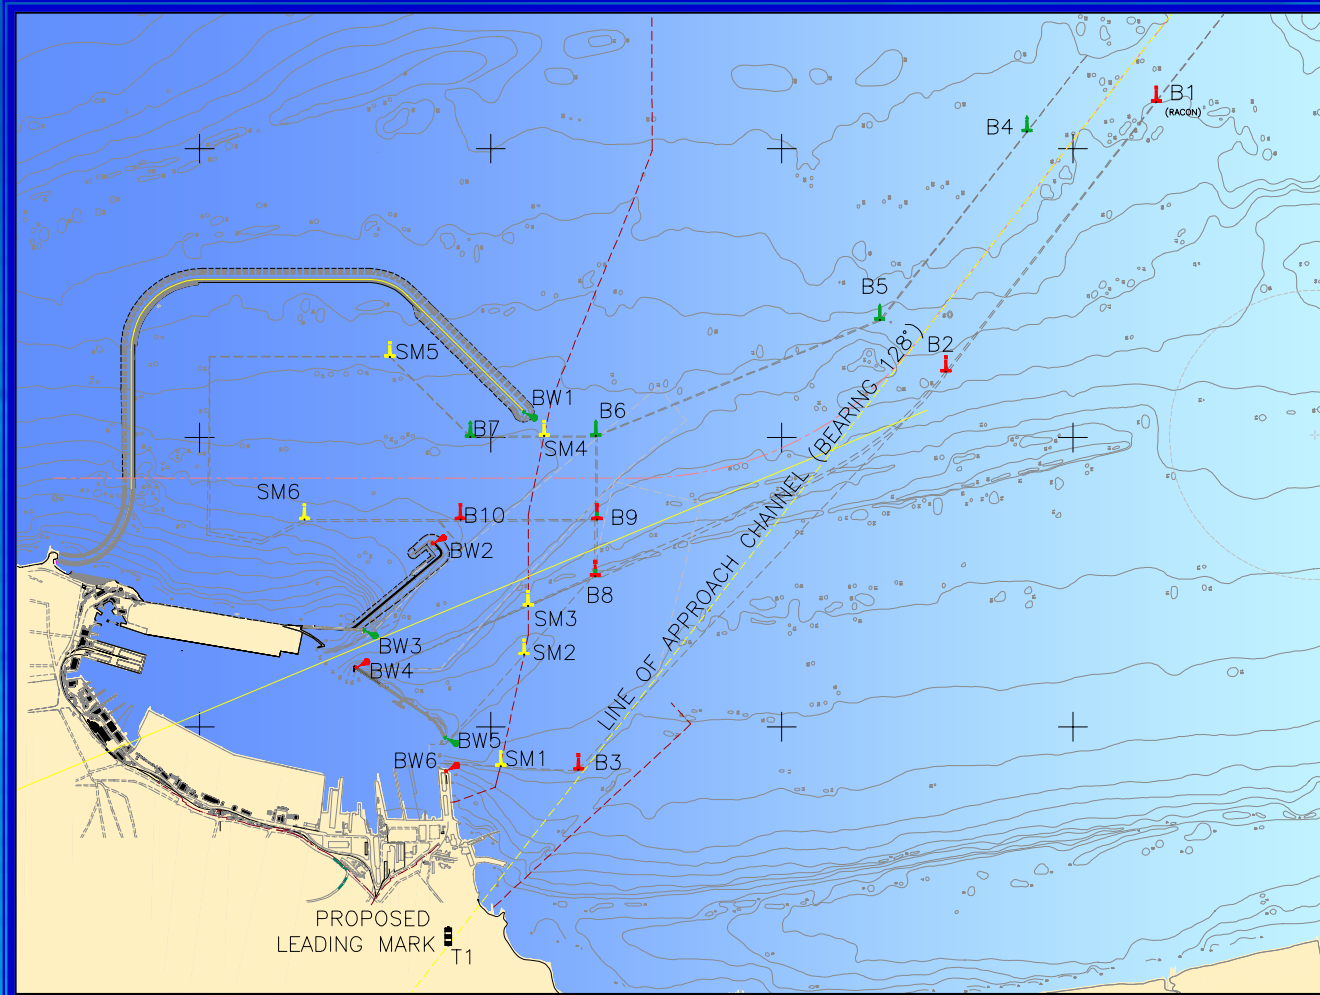 B1
(RACON)
B4
B5
B2
LINE OF APPROACH CHANNEL (BEARING 128°)
SM5
BW1
B6
B7
SM4
SM6
B10
B9
BW2
B8
SM3
BW3
SM2
BW4
BW5
BW6
SM1
B3
PROPOSED
LEADING MARK
T1